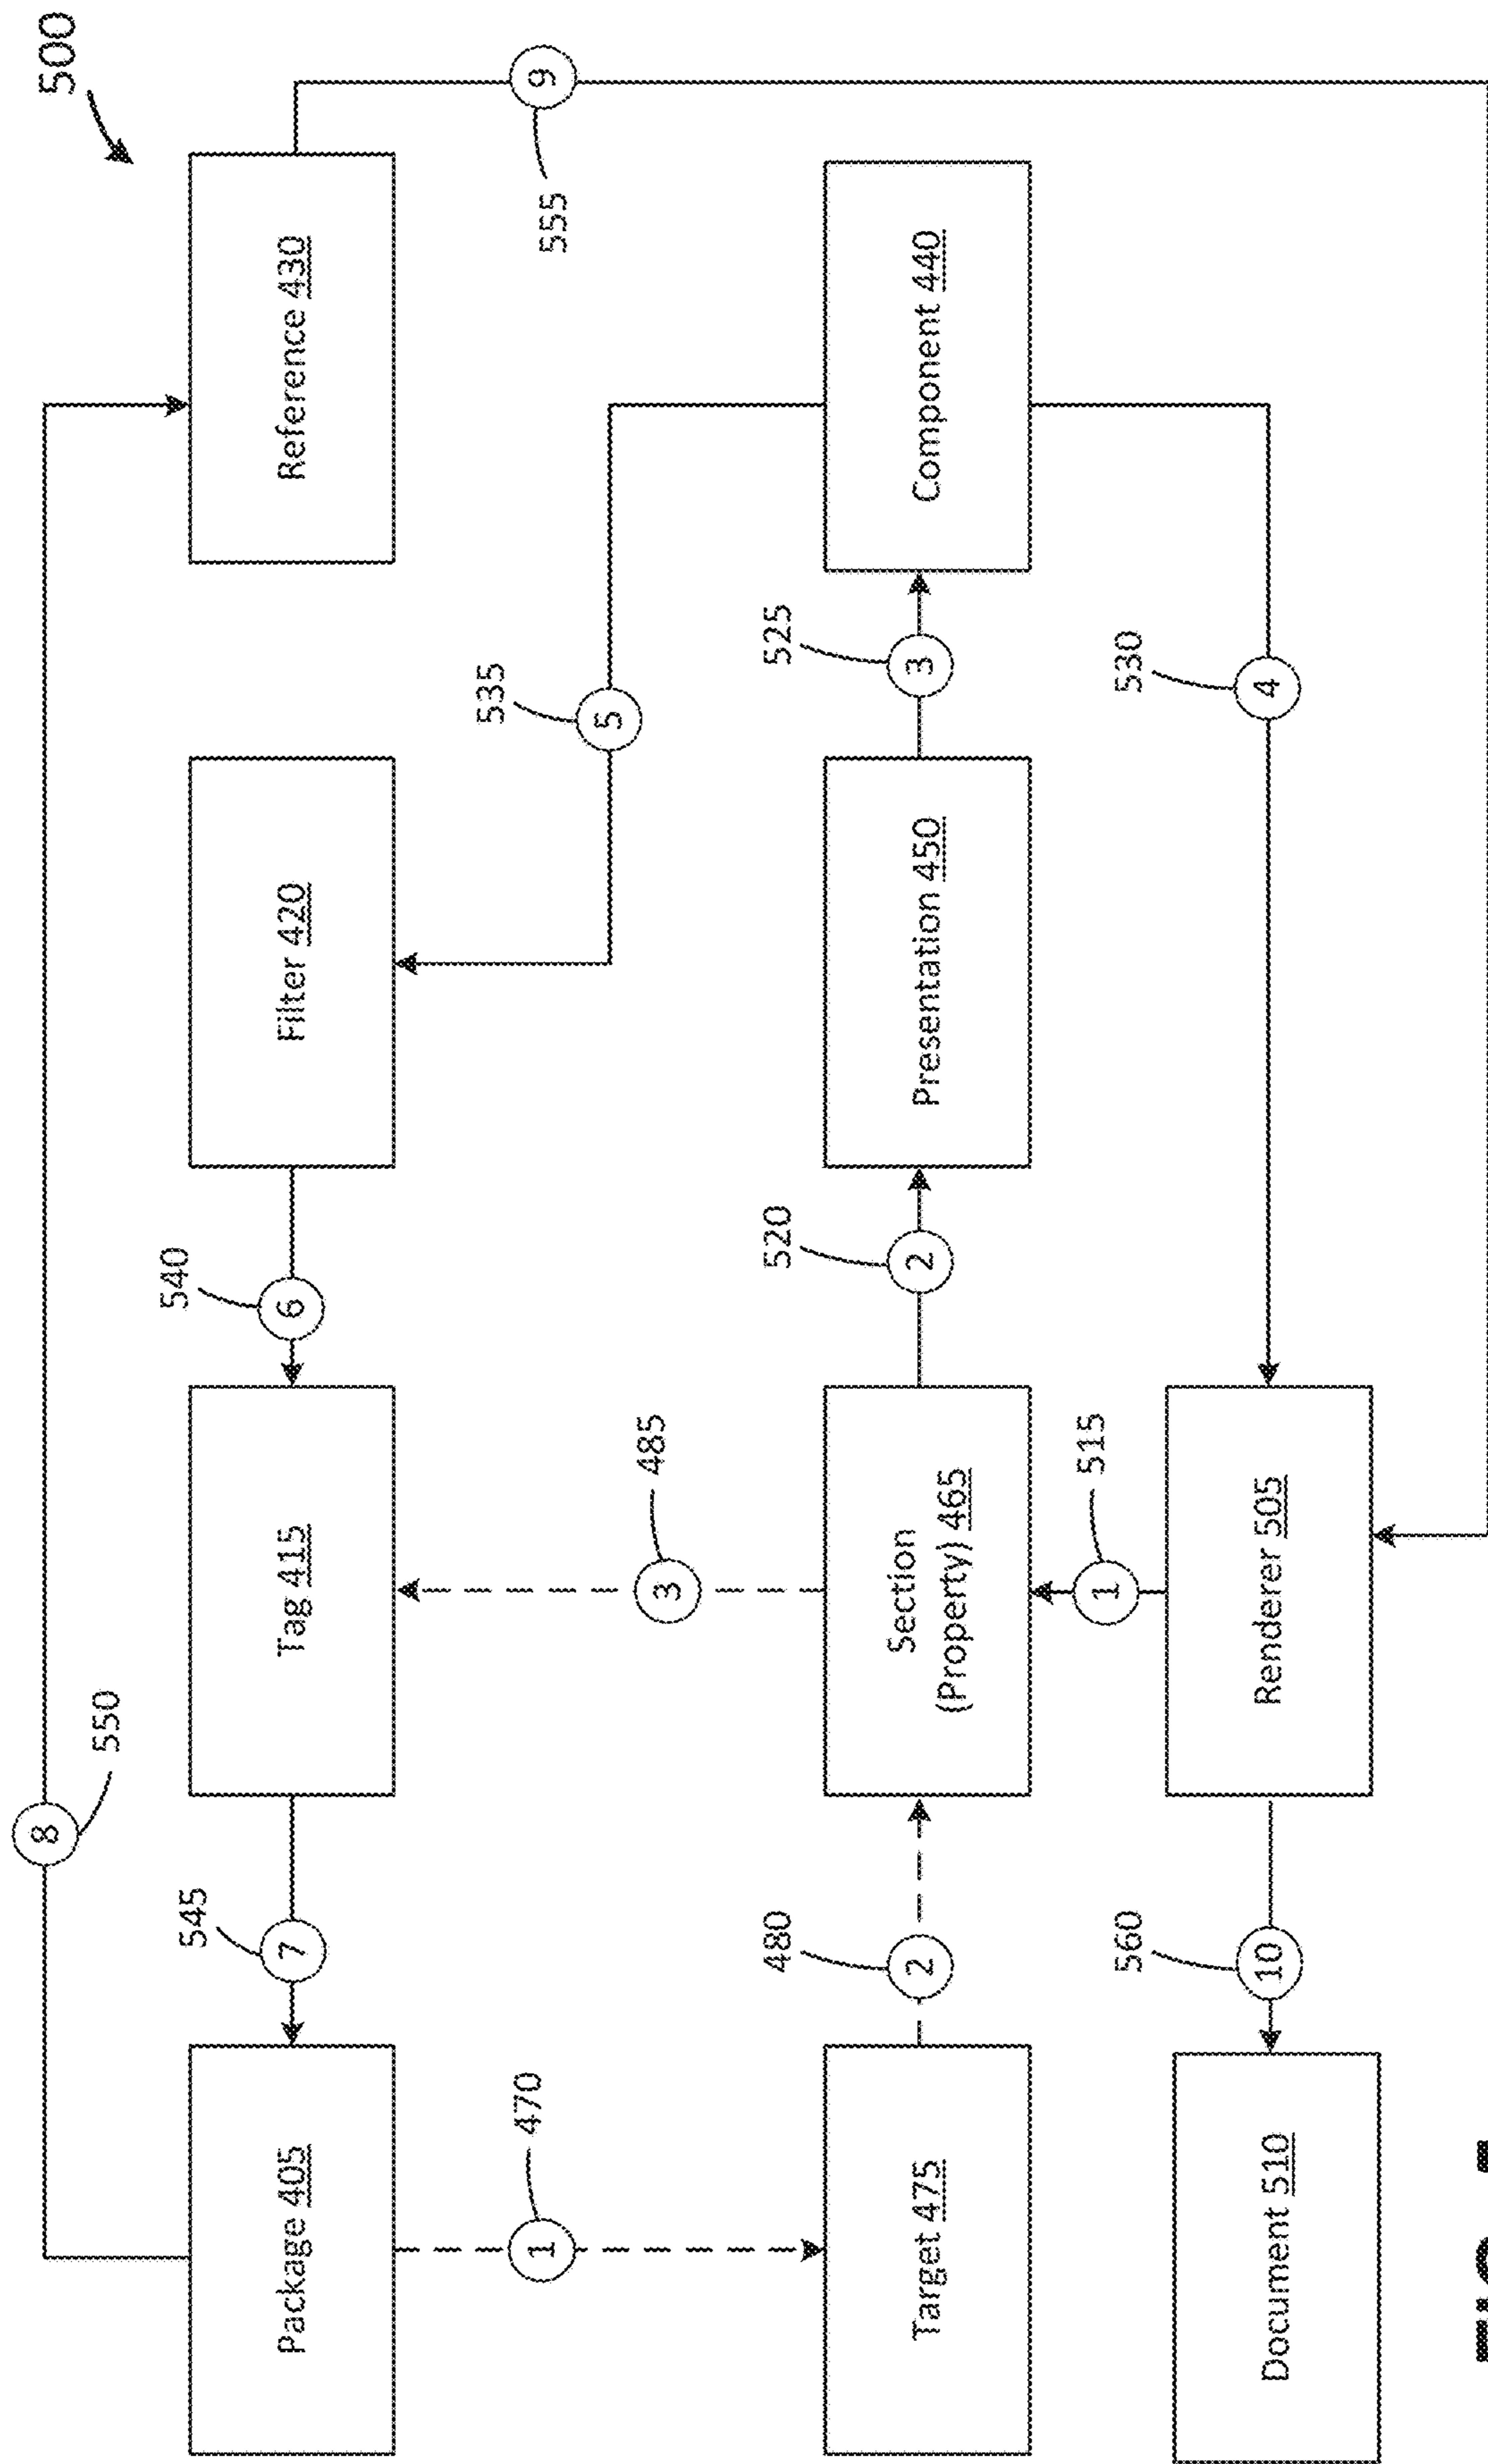 500
8
550
545
540
Package 405
7
Tag 415
6
Filter 420
Reference 430
470
1
485
3
535
5
555
9
480
520
525
Target 475
2
Section
(Property) 465
2
Presentation 450
3
Component 440
515
1
560
530
Document 510
10
Renderer 505
4